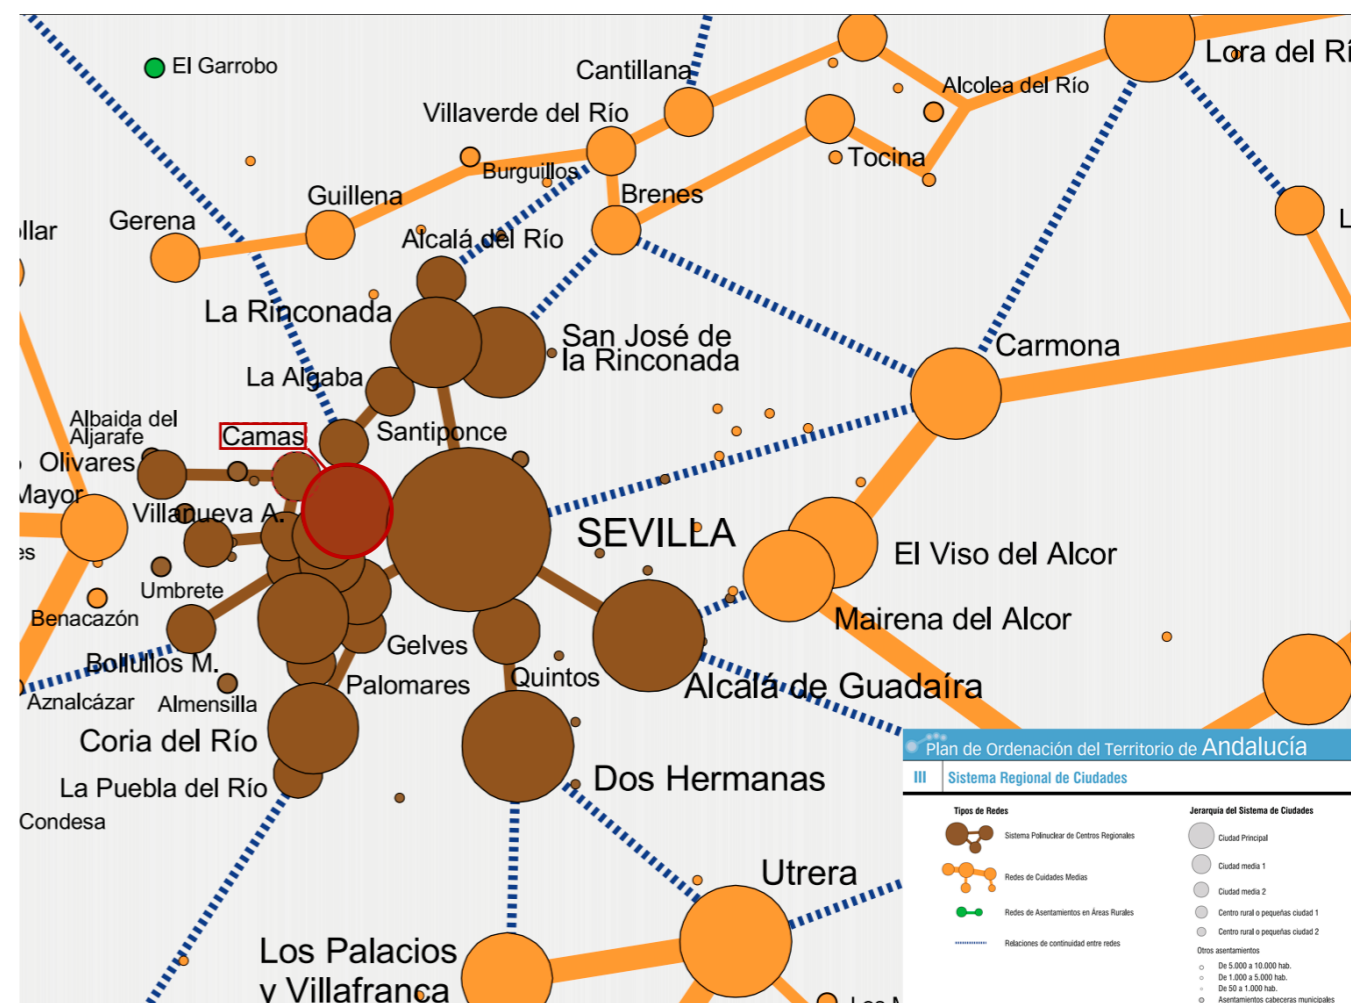 El Garrobo
Cantillana
Lora del Rí
Alcolea del Río
Villaverde del Río
Tocina
Burguillos
Guillena
Brenes
Gerena
llar
L
Alcalá del Río
La Rinconada
San José de
la Rinconada
Carmona
La Algaba
Albaida del
Aljarafe
Camas
Santiponce
Olivares
Mayor
Villanueva A.
SEVILLA
es
El Viso del Alcor
Umbrete
Benacazón
Mairena del Alcor
Gelves
Bollullos M.
Quintos
Palomares
Alcalá de Guadaíra
Aznalcázar
Almensilla
Coria del Río
La Puebla del Río
Dos Hermanas
Condesa
Utrera
Los Palacios
y Villafranca
Los M
Plan de Ordenación del Territorio de Andalucía
III Sistema Regional de Ciudades
Tipos de Redes
Sistema Polinuclear de Centros Regionales
Redes de Cuidades Medias
Redes de Asentamientos en Áreas Rurales
Relaciones de continuidad entre redes
Jerarquía del Sistema de Ciudades
Ciudad Principal
Ciudad media 1
Ciudad media 2
Centro rural o pequeñas ciudad 1
Centro rural o pequeñas ciudad 2
Otros asentamientos
De 5.000 a 10.000 hab.
De 1.000 a 5.000 hab.
De 50 a 1.000 hab.
Asentamientos cabeceras municipales